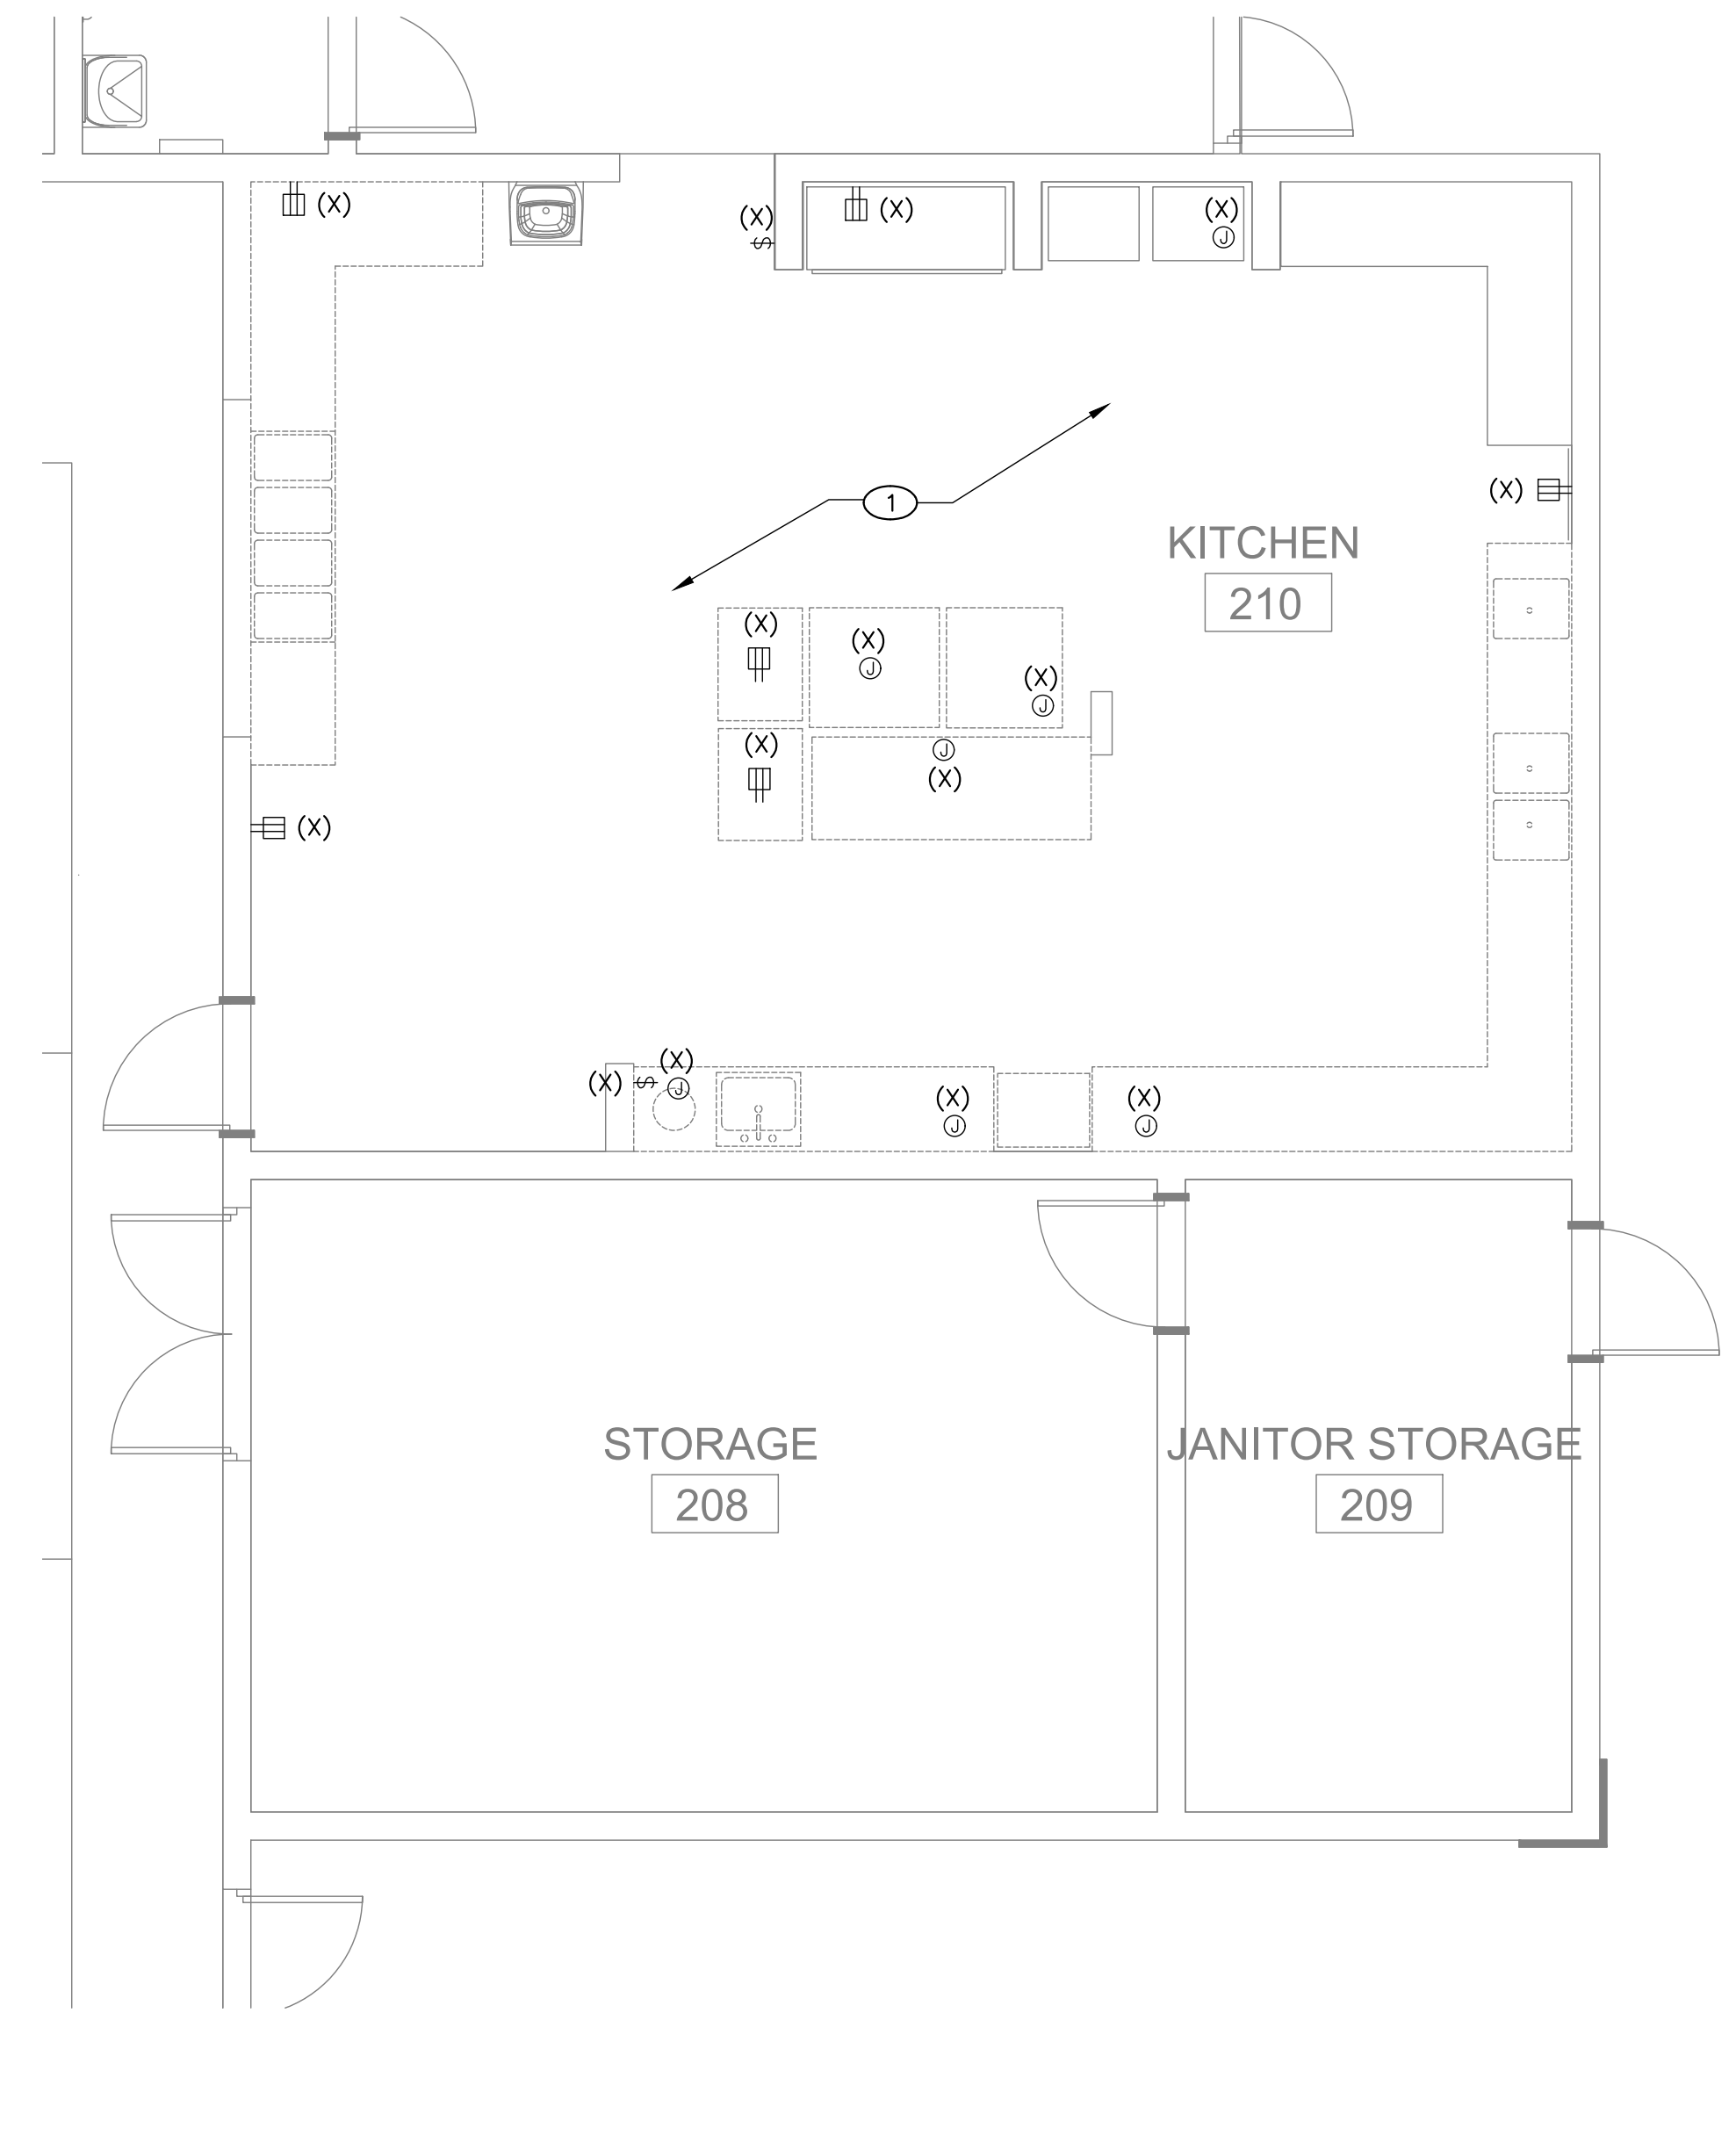 (X)
(X)
$
(X)
(X)
J
1
(X)
KITCHEN
210
(X)
(X)
J
(X)
J
(X)
J
(X)
(X)
(X)
J
(X)
$
(X)
J
(X)
J
STORAGE
208
JANITOR STORAGE
209